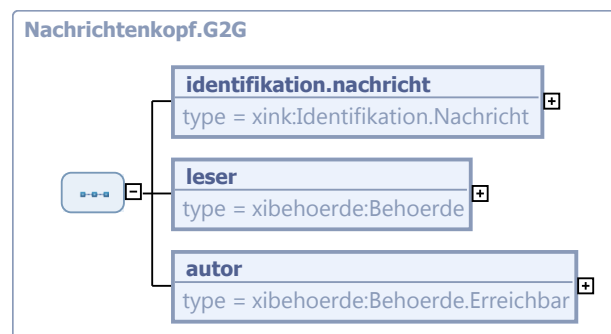 Nachrichtenkopf.G2G
identifikation.nachricht
type = xink:Identifikation.Nachricht
leser
type = xibehoerde:Behoerde
autor
type = xibehoerde:Behoerde.Erreichbar